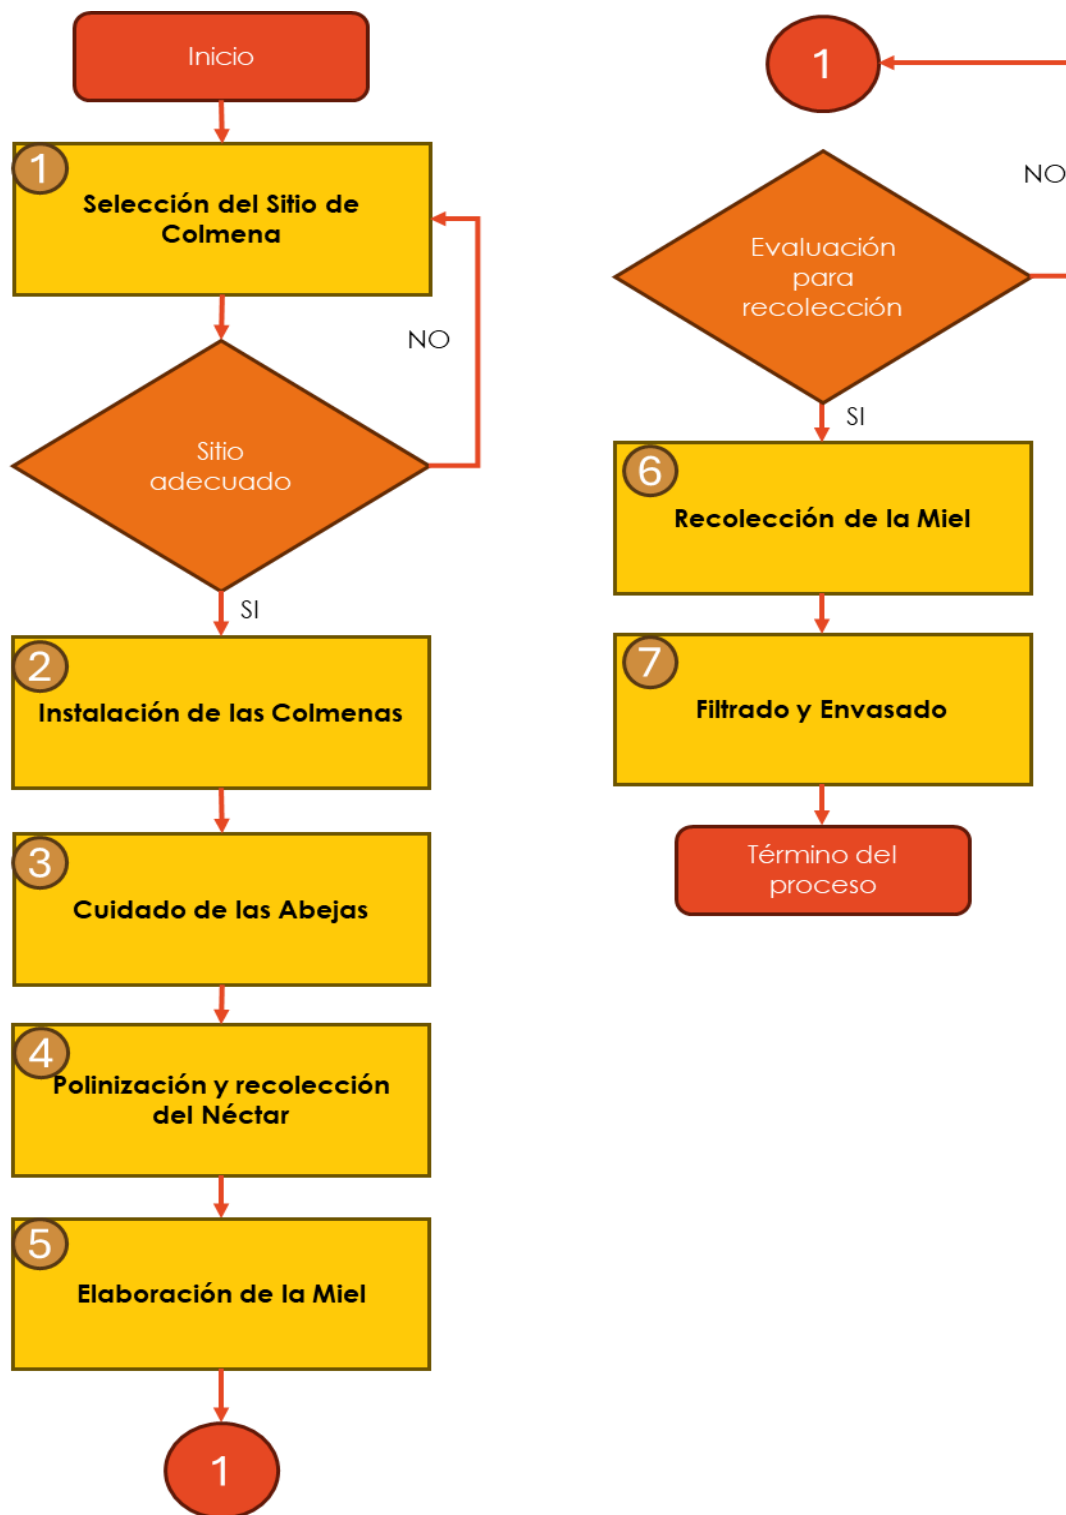 Inicio
1
Selección del Sitio de
Colmena
NO
Sitio
adecuado
SI
2
Instalación de las Colmenas
3
Cuidado de las Abejas
4
Polinización y recolección
del Néctar
5
Elaboración de la Miel
1
1
NO
Evaluación
para
recolección
SI
6
Recolección de la Miel
7
Filtrado y Envasado
Término del
proceso